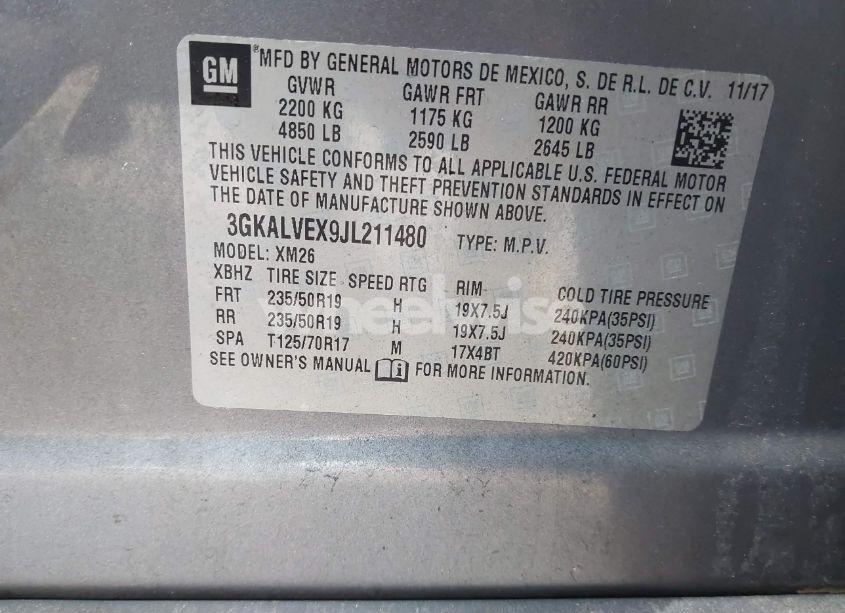 GM
®MFD BY GENERAL MOTORS DE MEXICO, S. DE R.L. DE C.V. 11/17
GVWR GAWR FRT GAWR RR
2200 KG 1175 KG 1200 KG
4850 LB 2590 LB 2645 LB
THIS VEHICLE CONFORMS TO ALL APPLICABLE U.S. FEDERAL MOTOR
VEHICLE SAFETY AND THEFT PREVENTION STANDARDS IN EFFECT ON
THE DATE OF MANUFACTURE SHOWN ABOVE.
3GKALVEX9JL211480 TYPE: M.P.V.
MODEL: XM26
XBHZ TIRE SIZE SPEED RTG RIM COLD TIRE PRESSURE
FRT 235/50R19 H 19X7.5J 240KPA(35PSI)
RR 235/50R19 H 19X7.5J 240KPA(35PSI)
SPA T125/70R17 M 17X4BT 420KPA(60PSI)
SEE OWNER'S MANUAL i FOR MORE INFORMATION.